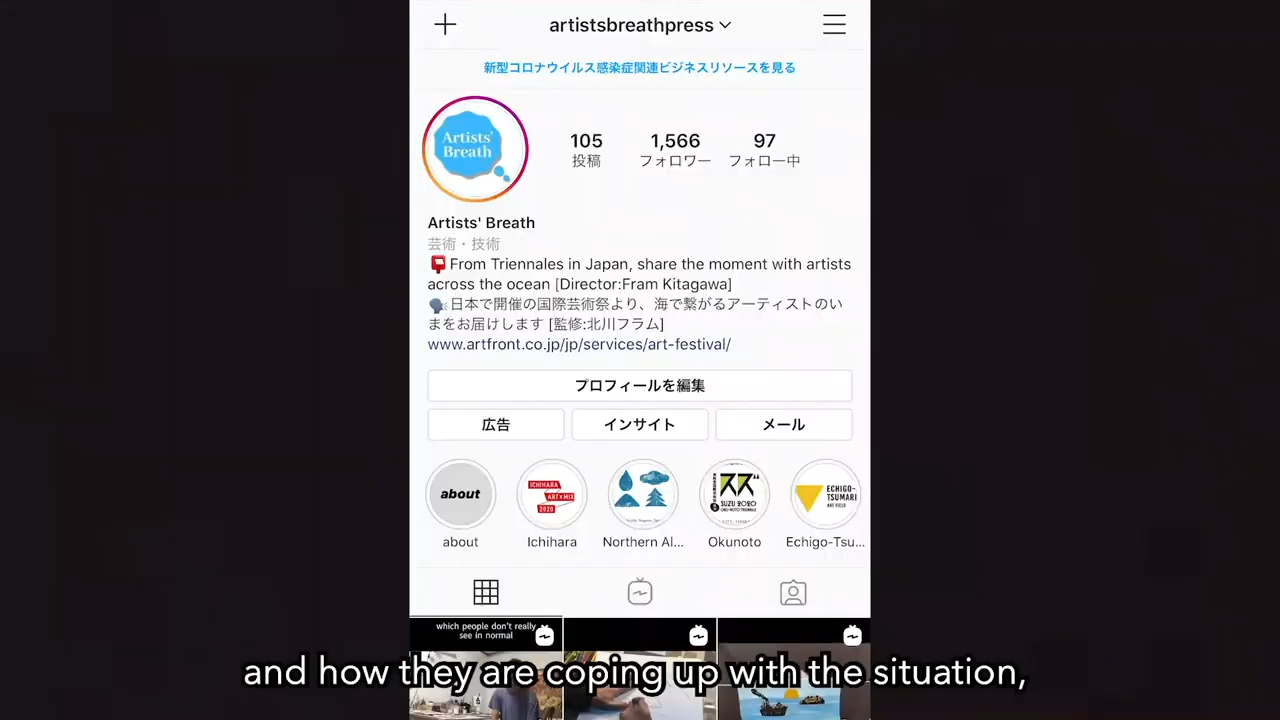 artistsbreathpress
新型コロナウイルス感染症関連ビジネスリソースを見る
Artists'
Breath
105
投稿
1,566
フォロワー
97
フォロー中
Artists' Breath
芸術・技術
From Triennales in Japan, share the moment with artists
across the ocean [Director:Fram Kitagawa]
日本で開催の国際芸術祭より、海で繋がるアーティストのい
まをお届けします [監修:北川フラム]
www.artfront.co.jp/jp/services/art-festival/
プロフィールを編集
広告
インサイト
メール
about
ICHIHARA
ART×MIX
2020
スズ
SUZU 2020
ECHIGO-
TSUMARI
ART FIELD
about
Ichihara
Northern Al...
Okunoto
Echigo-Tsu...
which people don't really
see in normal
and how they are coping up with the situation,